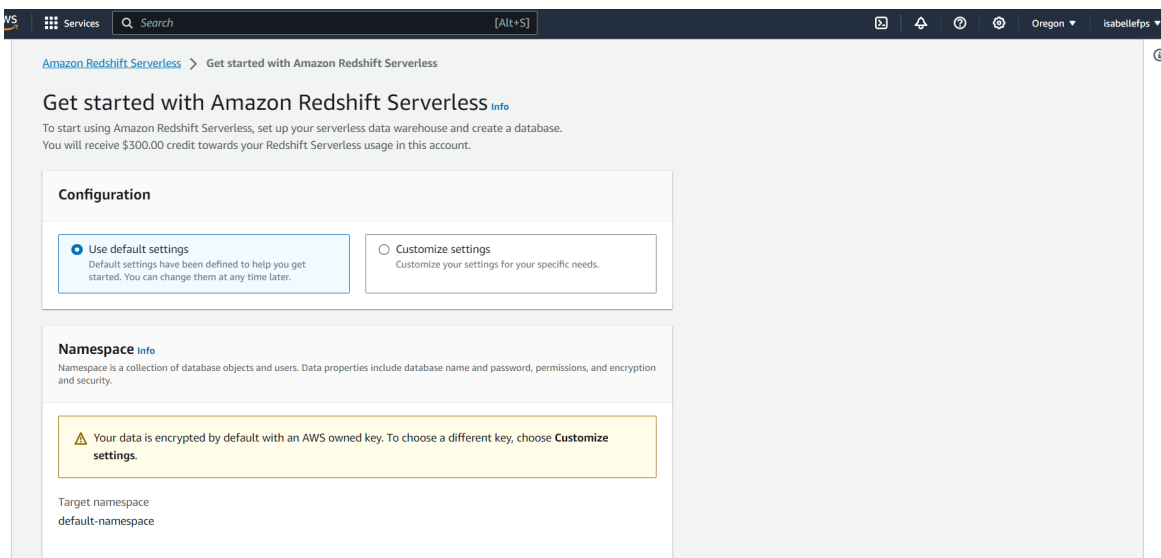 Services Search [Alt+S] Oregon isabellefps
Amazon Redshift Serverless Get started with Amazon Redshift Serverless
Get started with Amazon Redshift Serverless Info
To start using Amazon Redshift Serverless, set up your serverless data warehouse and create a database.
You will receive $300.00 credit towards your Redshift Serverless usage in this account.
Configuration
Use default settings
Default settings have been defined to help you get
started. You can change them at any time later.
Customize settings
Customize your settings for your specific needs.
Namespace Info
Namespace is a collection of database objects and users. Data properties include database name and password, permissions, and encryption
and security.
Your data is encrypted by default with an AWS owned key. To choose a different key, choose Customize
settings.
Target namespace
default-namespace